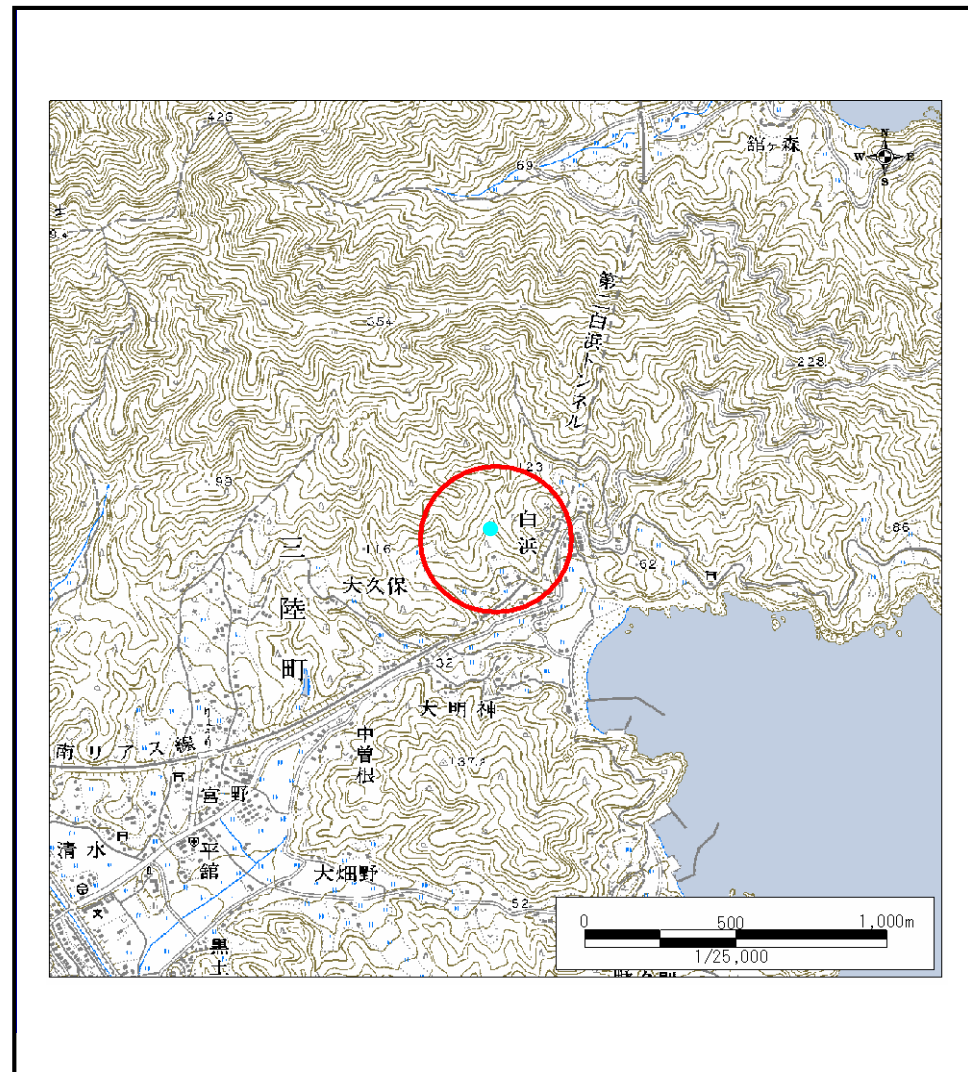 426
舘ヶ森
N
W E
S
69
第二白浜トンネル
354
228
123
白浜
三陸町
116
大久保
86
62
32
大明神
中曽根
137.2
南リアス線
宮野
清水
平舘
大畑野
52
黒土
0 500 1,000m
1/25,000